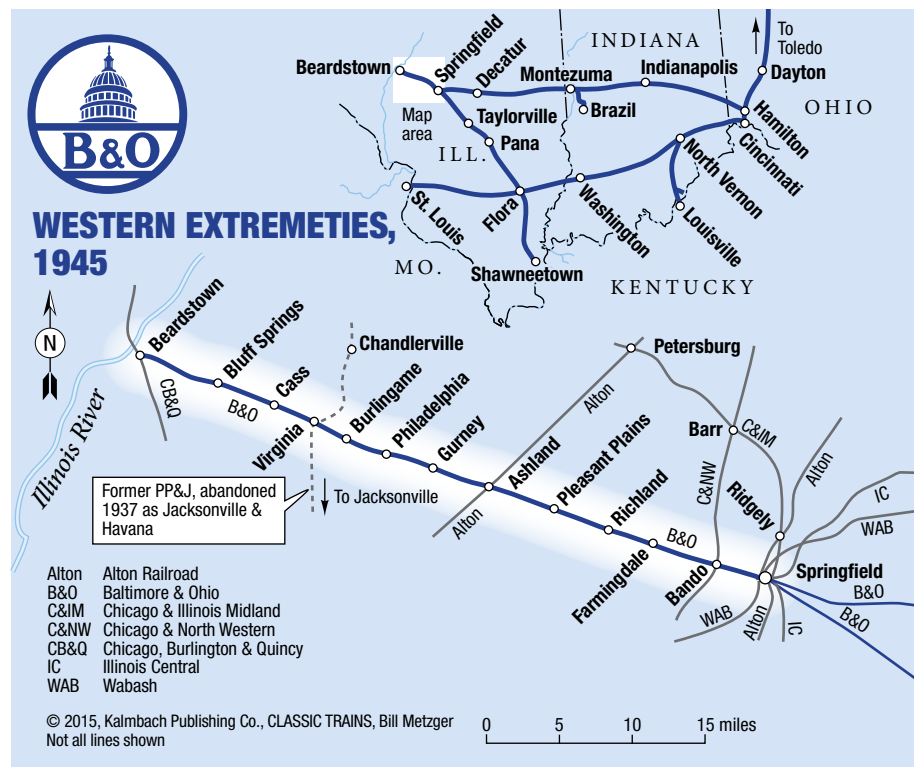 B&O
WESTERN EXTREMETIES,
1945
To
Toledo
INDIANA
Beardstown
Springfield
Decatur
Montezuma
Indianapolis
Dayton
OHIO
Map
area
Taylorville
Brazil
Hamilton
Cincinnati
ILL.
Pana
North Vernon
St. Louis
Flora
Washington
Louisville
MO.
Shawneetown
KENTUCKY
N
Illinois River
Beardstown
CB&Q
Bluff Springs
B&O
Cass
Virginia
Chandlerville
Burlingame
Philadelphia
Gurney
Former PP&J, abandoned
1937 as Jacksonville &
Havana
To Jacksonville
Alton
Ashland
Alton
Petersburg
Pleasant Plains
Richland
Farmingdale
B&O
Barr
C&IM
C&NW
Ridgely
Alton
IC
WAB
Bando
Springfield
B&O
B&O
WAB
Alton
IC
Alton Alton Railroad
B&O Baltimore & Ohio
C&IM Chicago & Illinois Midland
C&NW Chicago & North Western
CB&Q Chicago, Burlington & Quincy
IC Illinois Central
WAB Wabash
© 2015, Kalmbach Publishing Co., CLASSIC TRAINS, Bill Metzger
Not all lines shown
0 5 10 15 miles